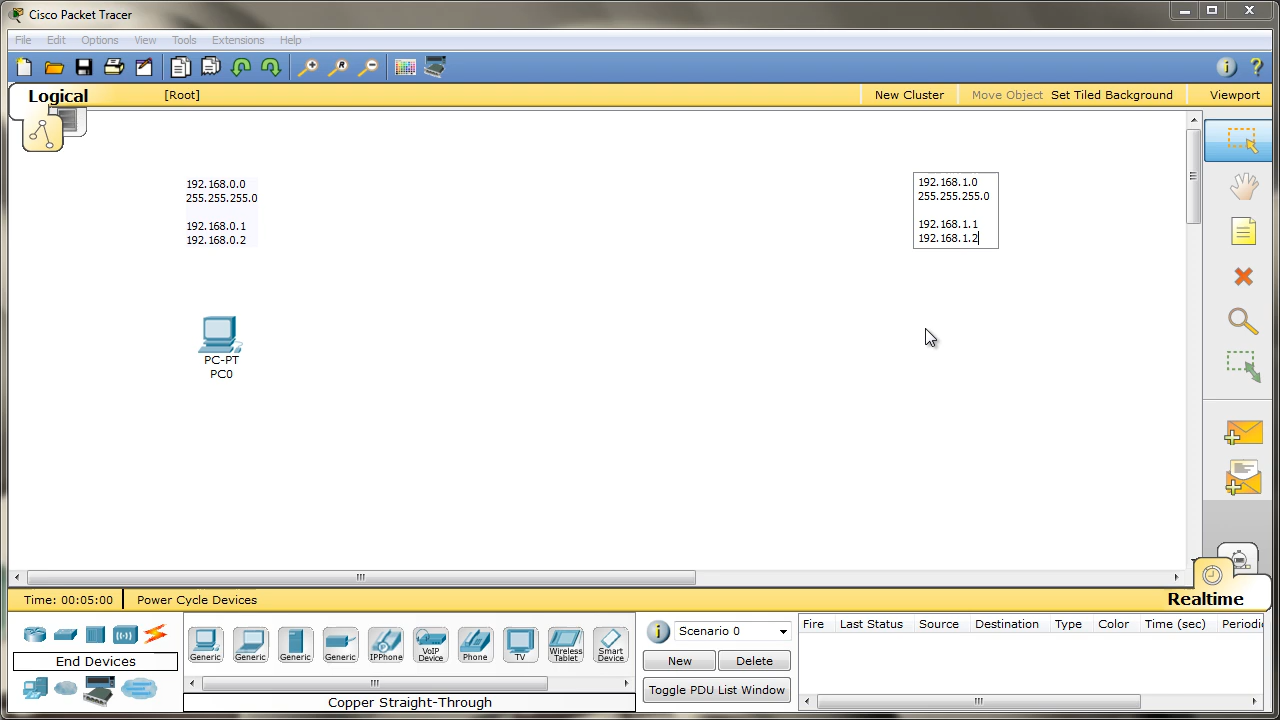 Cisco Packet Tracer
File Edit Options View Tools Extensions Help
Logical [Root] New Cluster Move Object Set Tiled Background Viewport
192.168.0.0
255.255.255.0
192.168.0.1
192.168.0.2
192.168.1.0
255.255.255.0
192.168.1.1
192.168.1.2
PC-PT
PC0
Time: 00:05:00 Power Cycle Devices
Realtime
End Devices
Generic Generic Generic Generic IPPhone VoIP Device Phone TV Wireless Tablet Smart Device
Copper Straight-Through
Scenario 0
New Delete
Toggle PDU List Window
Fire Last Status Source Destination Type Color Time (sec) Periodic